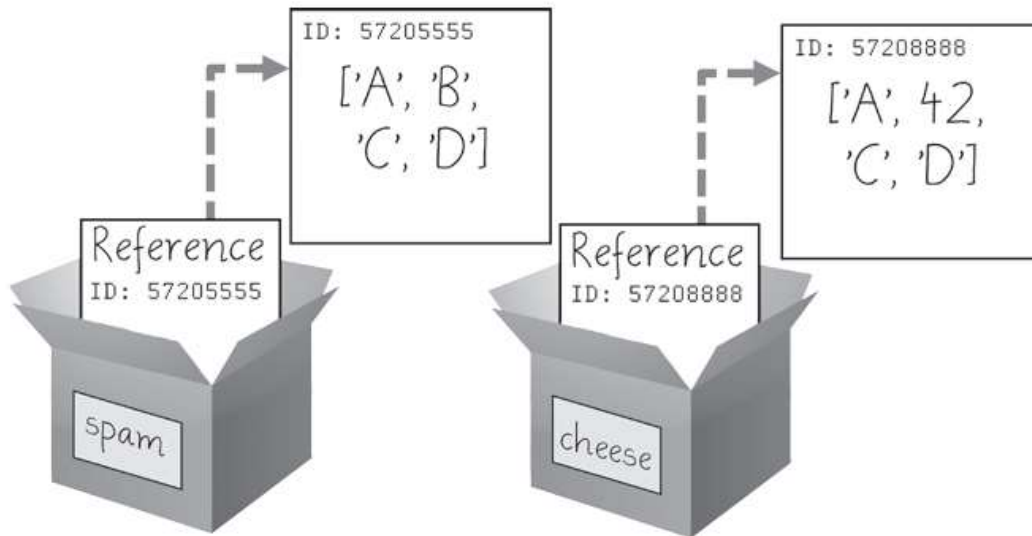 ID: 57205555
['A', 'B',
'C', 'D']
Reference
ID: 57205555
spam
ID: 57208888
['A', 42,
'C', 'D']
Reference
ID: 57208888
cheese